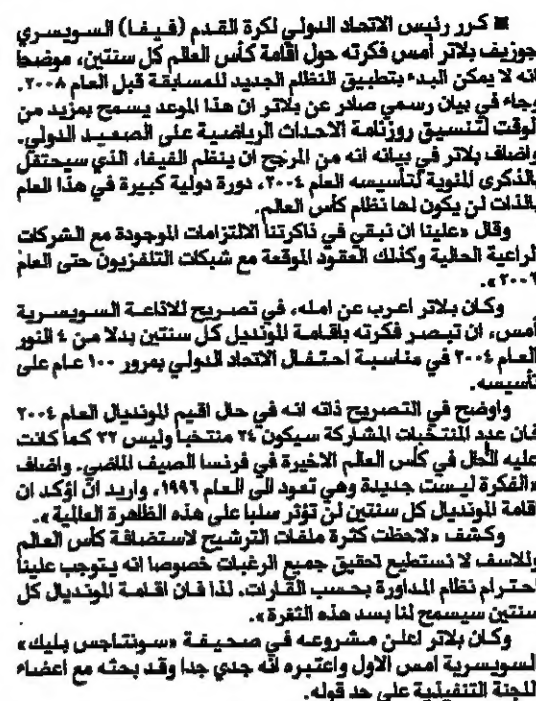 ■ كرر رئيس الاتحاد الدولي لكرة القدم (فيفا) السويسري
جوزيف بلاتر أمس فكرته حول اقامة كأس العالم كل سنتين، موضحا
انه لا يمكن البدء بتطبيق النظام الجديد للمسابقة قبل العام ٢٠٠٨.
وجاء في بيان رسمي صادر عن بلاتر ان هذا الموعد يسمح بمزيد من
الوقت لتنسيق روزنامة الاحداث الرياضية على الصعيد الدولي.
واضاف بلاتر في بيانه انه من المرجح ان ينظم الفيفا، الذي سيحتفل
بالذكرى المئوية لتأسيسه العام ٢٠٠٤، دورة دولية كبيرة في هذا العام
بالذات لن يكون لها نظام كأس العالم.
وقال «علينا ان نبقي في ذاكرتنا الالتزامات الموجودة مع الشركات
الراعية الحالية وكذلك العقود الموقعة مع شبكات التلفزيون حتى العام
٢٠٠٦».
وكان بلاتر اعرب عن امله، في تصريح للاذاعة السويسرية
أمس، ان تبصر فكرته باقامة المونديل كل سنتين بدلا من ٤ النور
العام ٢٠٠٤ في مناسبة احتفال الاتحاد الدولي بمرور ١٠٠ عام على
تأسيسه.
واوضح في التصريح ذاته انه في حال اقيم المونديال العام ٢٠٠٤
فان عدد المنتخبات المشاركة سيكون ٢٤ منتخبا وليس ٣٢ كما كانت
عليه الحال في كأس العالم الاخيرة في فرنسا الصيف الماضي. واضاف
«الفكرة ليست جديدة وهي تعود الى العام ١٩٩٦، واريد ان اؤكد ان
اقامة المونديال كل سنتين لن تؤثر سلبا على هذه الظاهرة العالمية».
وكشف «لاحظت كثرة ملفات الترشيح لاستضافة كأس العالم
وللاسف لا نستطيع تحقيق جميع الرغبات خصوصا انه يتوجب علينا
احترام نظام المداورة بحسب القارات. لذا فان اقامة المونديال كل
سنتين سيسمح لنا بسد هذه الثغرة».
وكان بلاتر اعلن مشروعه في صحيفة «سونتاجس بليك»
السويسرية امس الاول واعتبره انه جدي جدا وقد بحثه مع اعضاء
اللجنة التنفيذية على حد قوله.